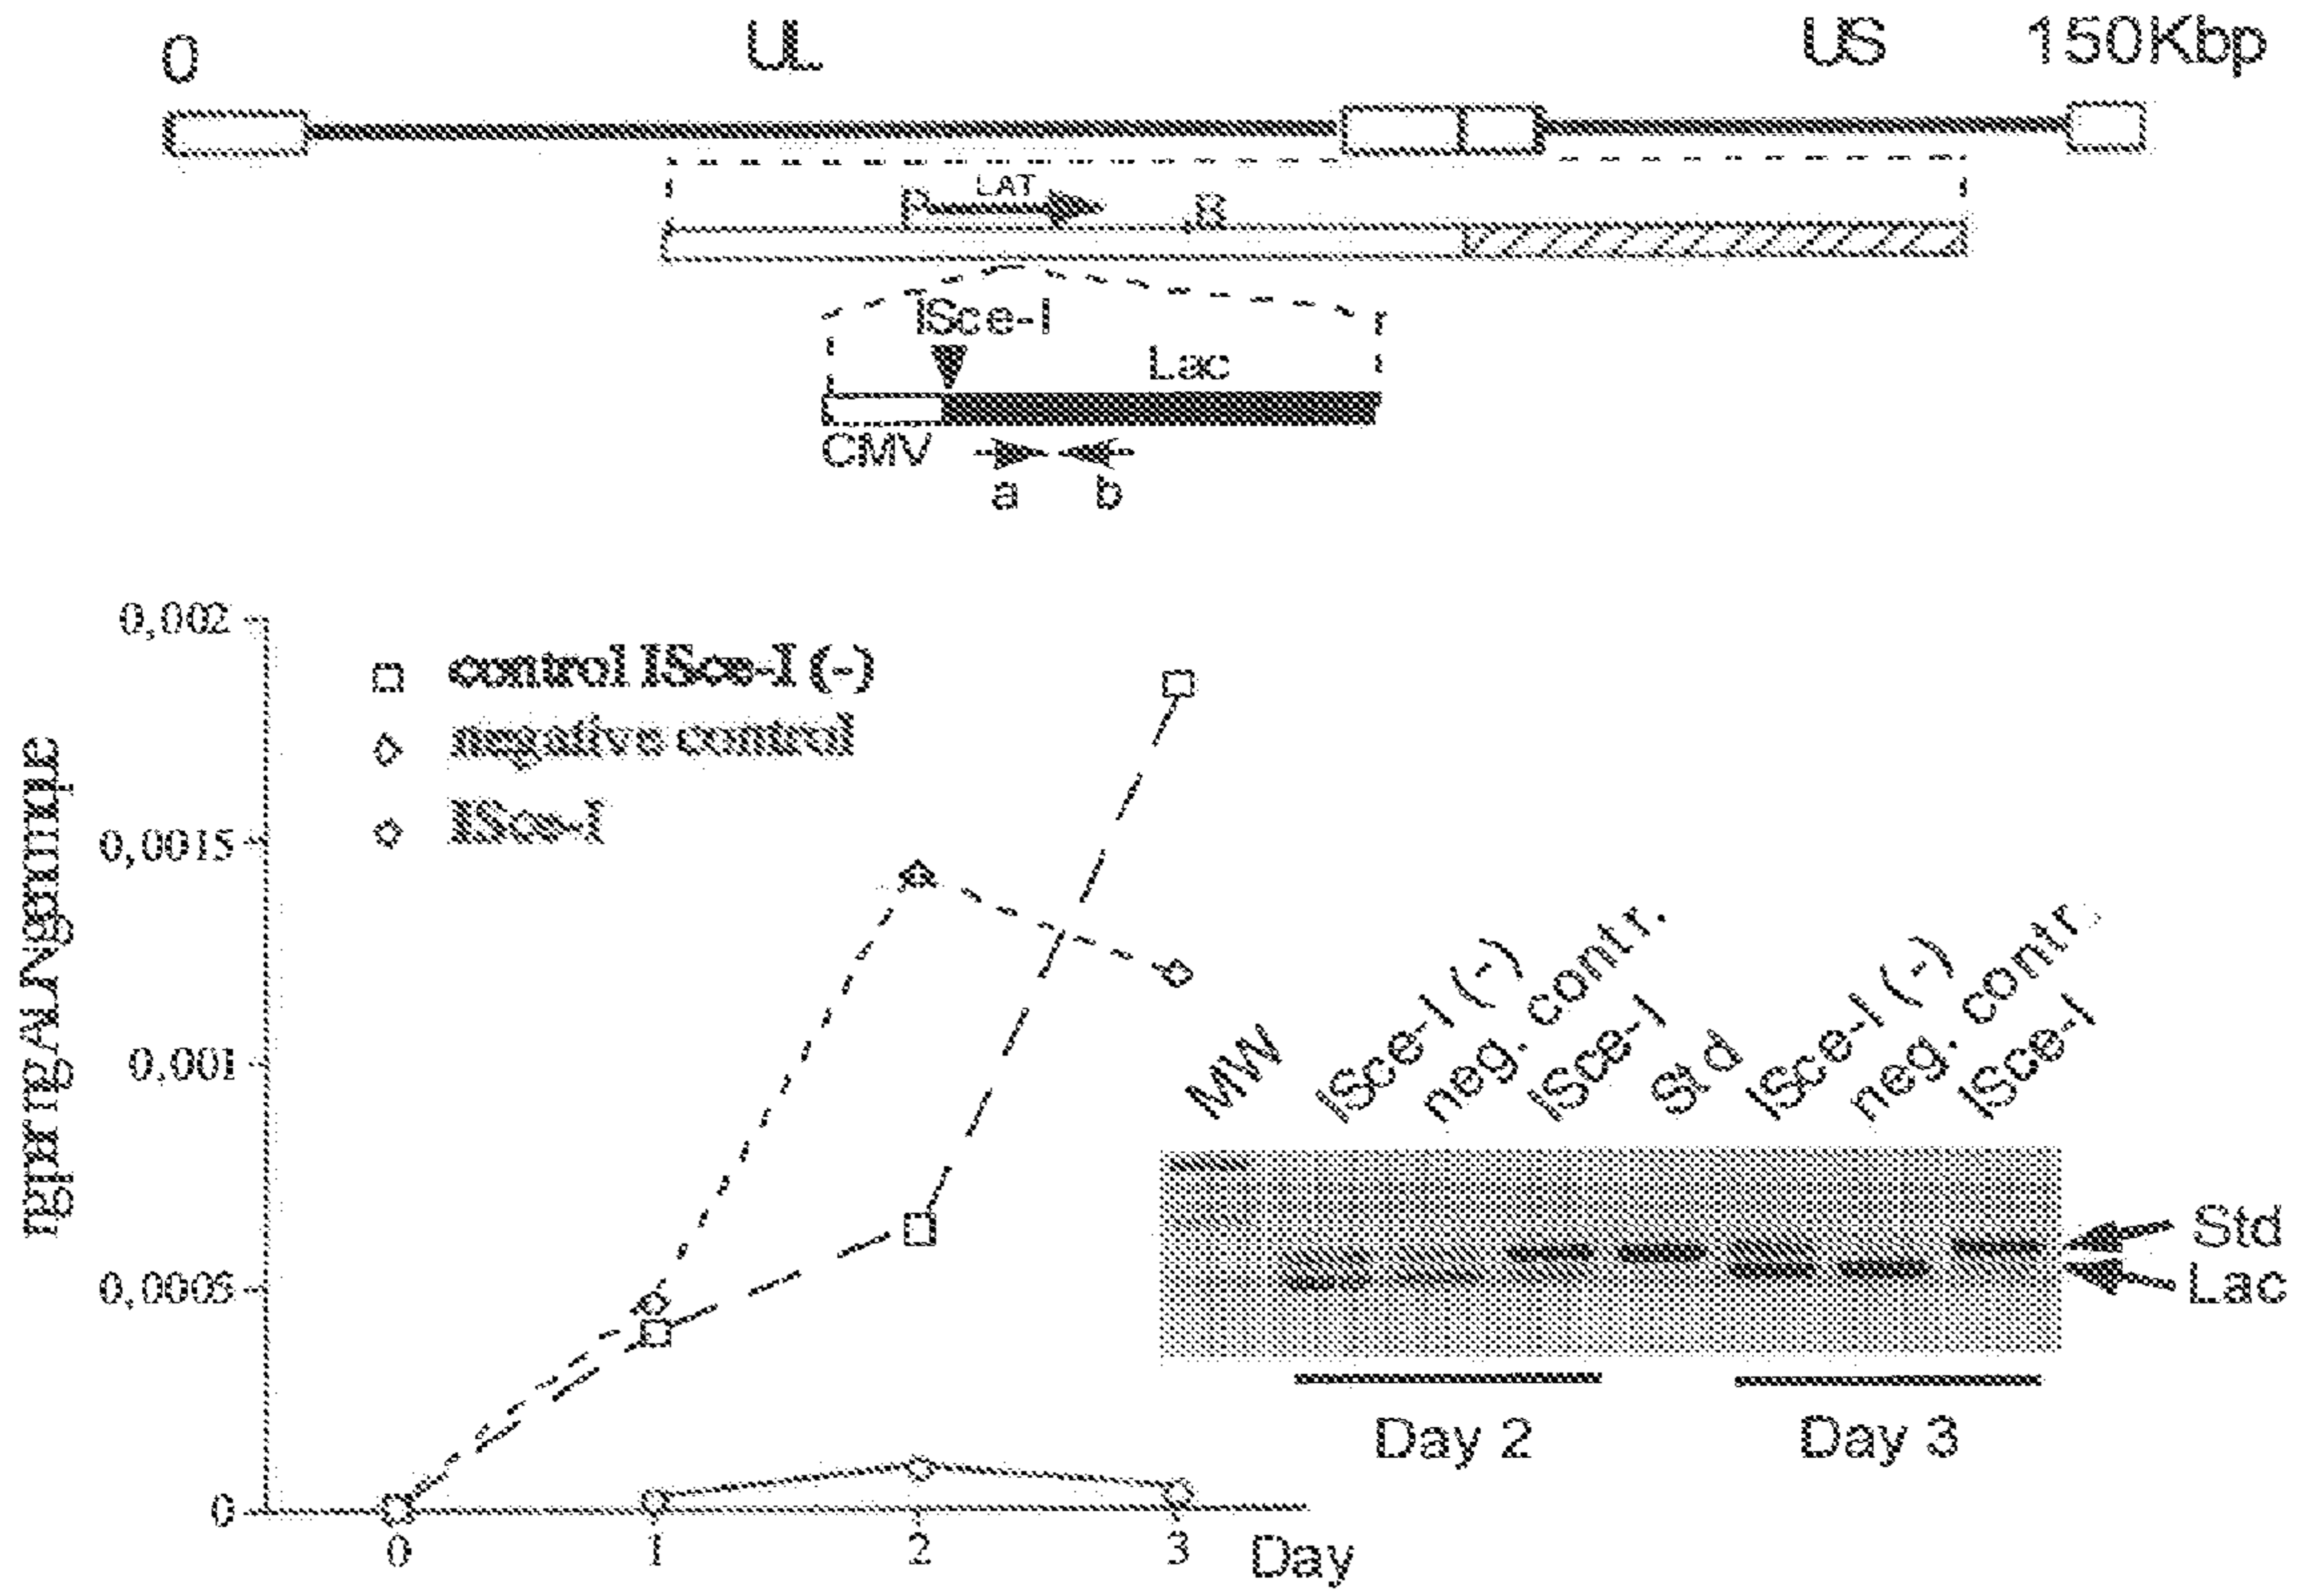 0 UL US 150Kbp
LAT
P R
ISce-I
Lac
CMV
a b
0,002
control ISce-I (-)
negative control
ISce-I
0,0015
0,001
0,0005
0
0 1 2 3 Day
MW
ISce-I (-)
neg. contr.
ISce-I
Std
ISce-I (-)
neg. contr.
ISce-I
Std
Lac
Day 2 Day 3